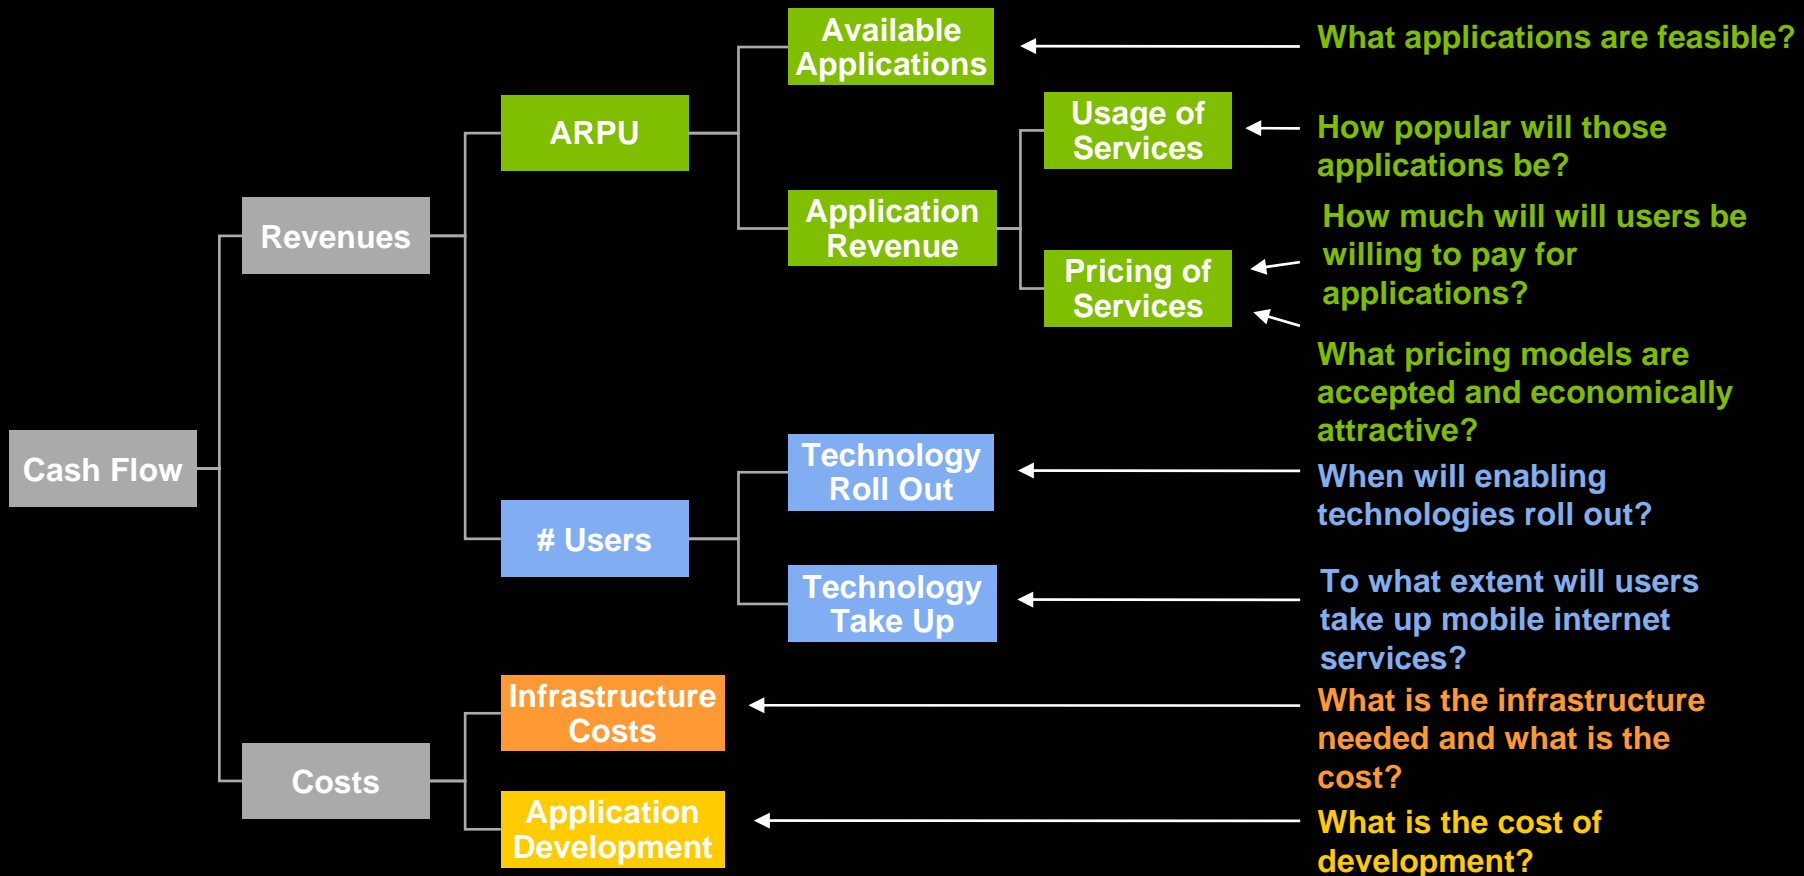 Available
Applications
What applications are feasible?
ARPU
Usage of
Services
How popular will those
applications be?
Revenues
Application
Revenue
How much will will users be
willing to pay for
applications?
Pricing of
Services
What pricing models are
accepted and economically
attractive?
Cash Flow
Technology
Roll Out
When will enabling
technologies roll out?
# Users
Technology
Take Up
To what extent will users
take up mobile internet
services?
Infrastructure
Costs
What is the infrastructure
needed and what is the
cost?
Costs
Application
Development
What is the cost of
development?